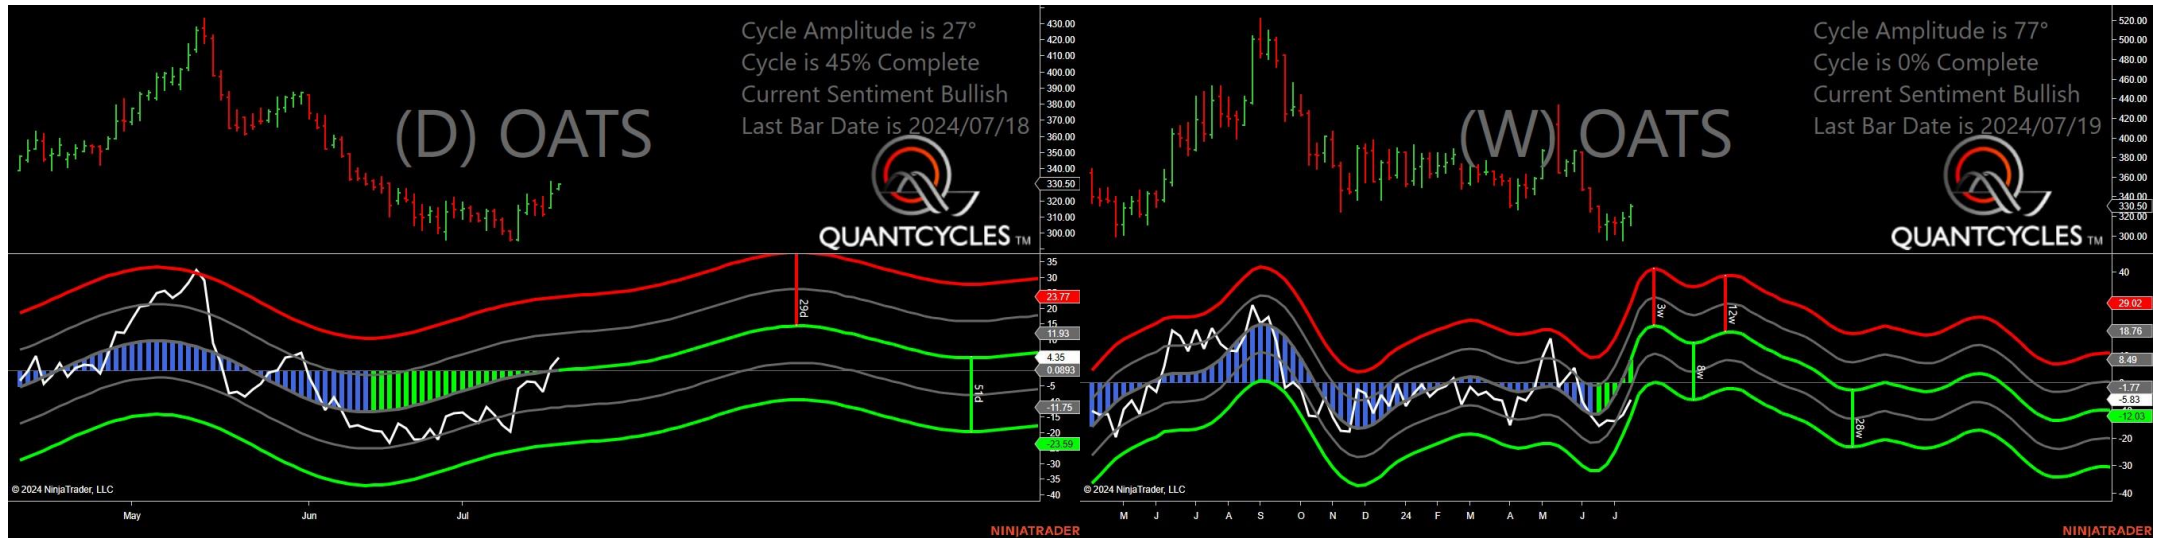 Cycle Amplitude is 27°
Cycle is 45% Complete
Current Sentiment Bullish
Last Bar Date is 2024/07/18
(D) OATS
QUANTCYCLES TM
430.00
420.00
410.00
400.00
390.00
380.00
370.00
360.00
350.00
340.00
330.50
320.00
310.00
300.00
35
30
23.77
20
15
11.93
4.35
0.0893
-5
-11.75
-15
-20
-23.59
-30
-35
-40
29d
51d
© 2024 NinjaTrader, LLC
May Jun Jul
NINJATRADER
Cycle Amplitude is 77°
Cycle is 0% Complete
Current Sentiment Bullish
Last Bar Date is 2024/07/19
(W) OATS
QUANTCYCLES TM
520.00
500.00
480.00
460.00
440.00
420.00
400.00
380.00
360.00
340.00
330.50
320.00
300.00
40
29.02
18.76
8.49
-1.77
-5.83
-12.03
-20
-30
-40
3w
12w
8w
28w
© 2024 NinjaTrader, LLC
M J J A S O N D 24 F M A M J J
NINJATRADER